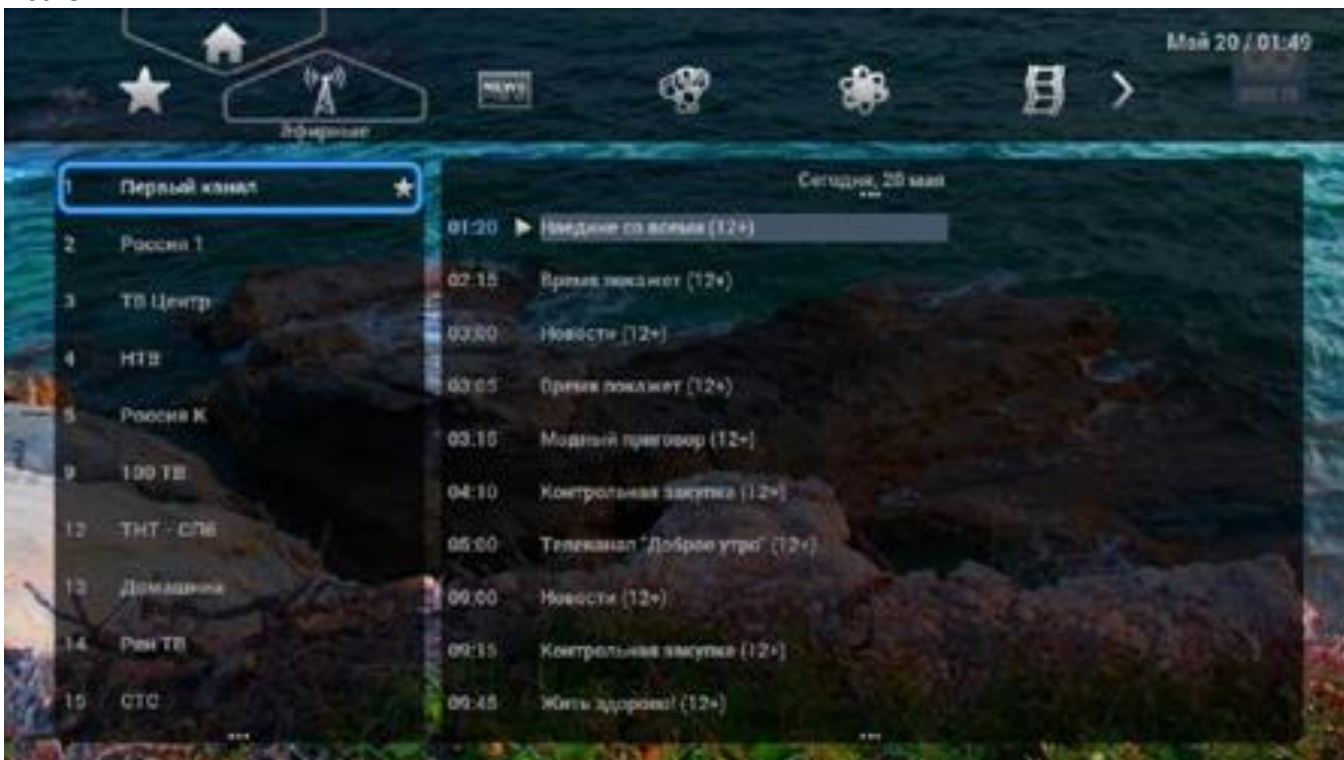 Май 20 / 01:49
NEWS
Эфирные
1 Первый канал
2 Россия 1
3 ТВ Центр
4 НТВ
5 Россия К
9 100 ТВ
12 ТНТ - СПб
13 Домашний
14 Рен ТВ
15 СТС
...
Сегодня, 20 мая
...
01:20 Наедине со всеми (12+)
02:15 Время покажет (12+)
03:00 Новости (12+)
03:05 Время покажет (12+)
03:15 Модный приговор (12+)
04:10 Контрольная закупка (12+)
05:00 Телеканал "Доброе утро" (12+)
09:00 Новости (12+)
09:15 Контрольная закупка (12+)
09:45 Жить здорово! (12+)
...